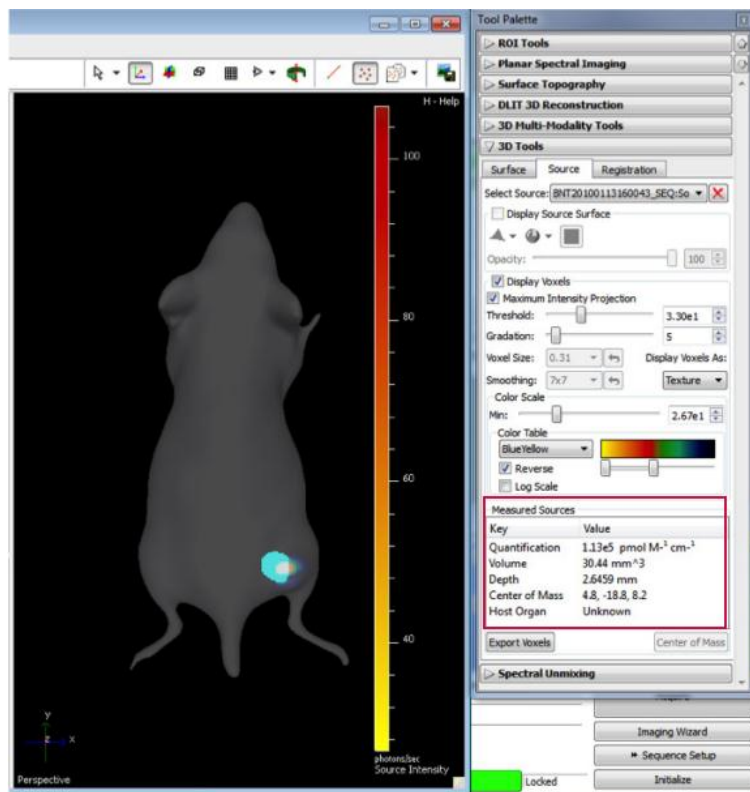 Tool Palette
ROI Tools
Planar Spectral Imaging
Surface Topography
DLIT 3D Reconstruction
3D Multi-Modality Tools
3D Tools
Surface Source Registration
Select Source: BNT20100113160043_SEQ:So
Display Source Surface
Opacity: 100
Display Voxels
Maximum Intensity Projection
Threshold: 3.30e1
Gradation: 5
Voxel Size: 0.31 Display Voxels As:
Smoothing: 7x7 Texture
Color Scale
Min: 2.67e1
Color Table
BlueYellow
Reverse
Log Scale
Measured Sources
Key Value
Quantification 1.13e5 pmol M-¹ cm-¹
Volume 30.44 mm^3
Depth 2.6459 mm
Center of Mass 4.8, -18.8, 8.2
Host Organ Unknown
Export Voxels Center of Mass
Spectral Unmixing
Imaging Wizard
Sequence Setup
Locked Initialize
H - Help
100
80
60
40
photons/sec
Source Intensity
y
z x
Perspective